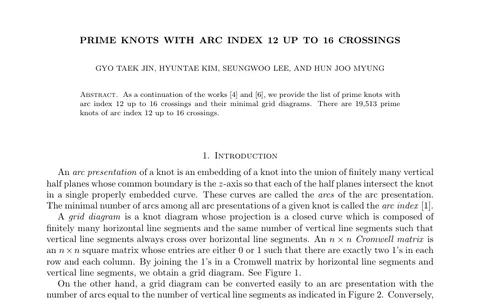 PRIME KNOTS WITH ARC INDEX 12 UP TO 16 CROSSINGS
GYO TAEK JIN, HYUNTAE KIM, SEUNGWOO LEE, AND HUN JOO MYUNG
Abstract. As a continuation of the works [4] and [6], we provide the list of prime knots with
arc index 12 up to 16 crossings and their minimal grid diagrams. There are 19,513 prime
knots of arc index 12 up to 16 crossings.
1. Introduction
An arc presentation of a knot is an embedding of a knot into the union of finitely many vertical
half planes whose common boundary is the z-axis so that each of the half planes intersect the knot
in a single properly embedded curve. These curves are called the arcs of the arc presentation.
The minimal number of arcs among all arc presentations of a given knot is called the arc index [1].
A grid diagram is a knot diagram whose projection is a closed curve which is composed of
finitely many horizontal line segments and the same number of vertical line segments such that
vertical line segments always cross over horizontal line segments. An n × n Cromwell matrix is
an n × n square matrix whose entries are either 0 or 1 such that there are exactly two 1's in each
row and each column. By joining the 1's in a Cromwell matrix by horizontal line segments and
vertical line segments, we obtain a grid diagram. See Figure 1.
On the other hand, a grid diagram can be converted easily to an arc presentation with the
number of arcs equal to the number of vertical line segments as indicated in Figure 2. Conversely,